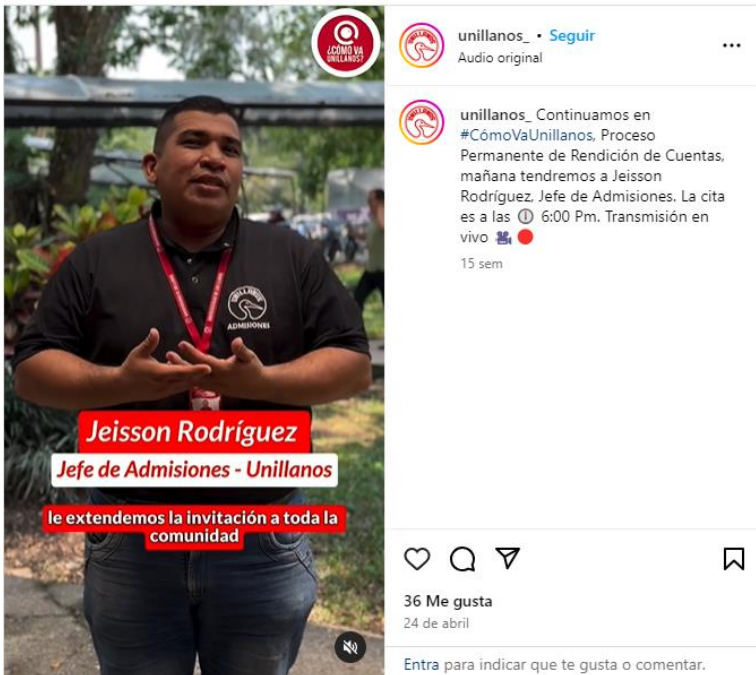 ¿CÓMO VA
UNILLANOS?
UNILLANOS
ADMISIONES
Jeisson Rodríguez
Jefe de Admisiones - Unillanos
le extendemos la invitación a toda la
comunidad
unillanos_ • Seguir
Audio original
unillanos_ Continuamos en
#CómoVaUnillanos, Proceso
Permanente de Rendición de Cuentas,
mañana tendremos a Jeisson
Rodríguez, Jefe de Admisiones. La cita
es a las 6:00 Pm. Transmisión en
vivo
15 sem
36 Me gusta
24 de abril
Entra para indicar que te gusta o comentar.